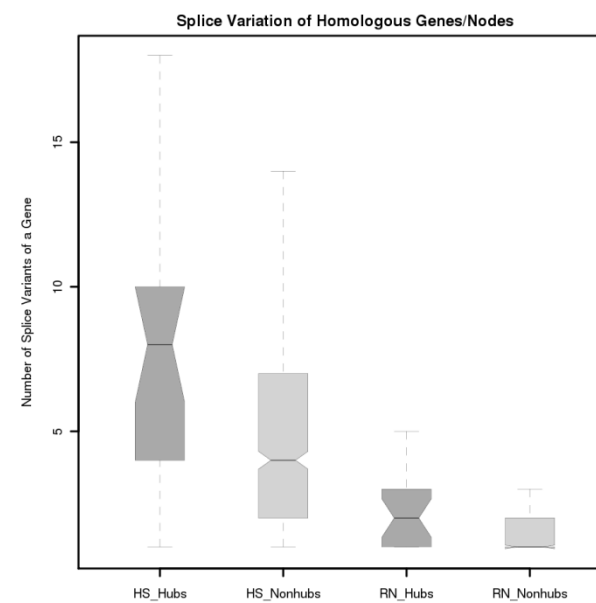 Splice Variation of Homologous Genes/Nodes
Number of Splice Variants of a Gene
15
10
5
HS_Hubs
HS_Nonhubs
RN_Hubs
RN_Nonhubs